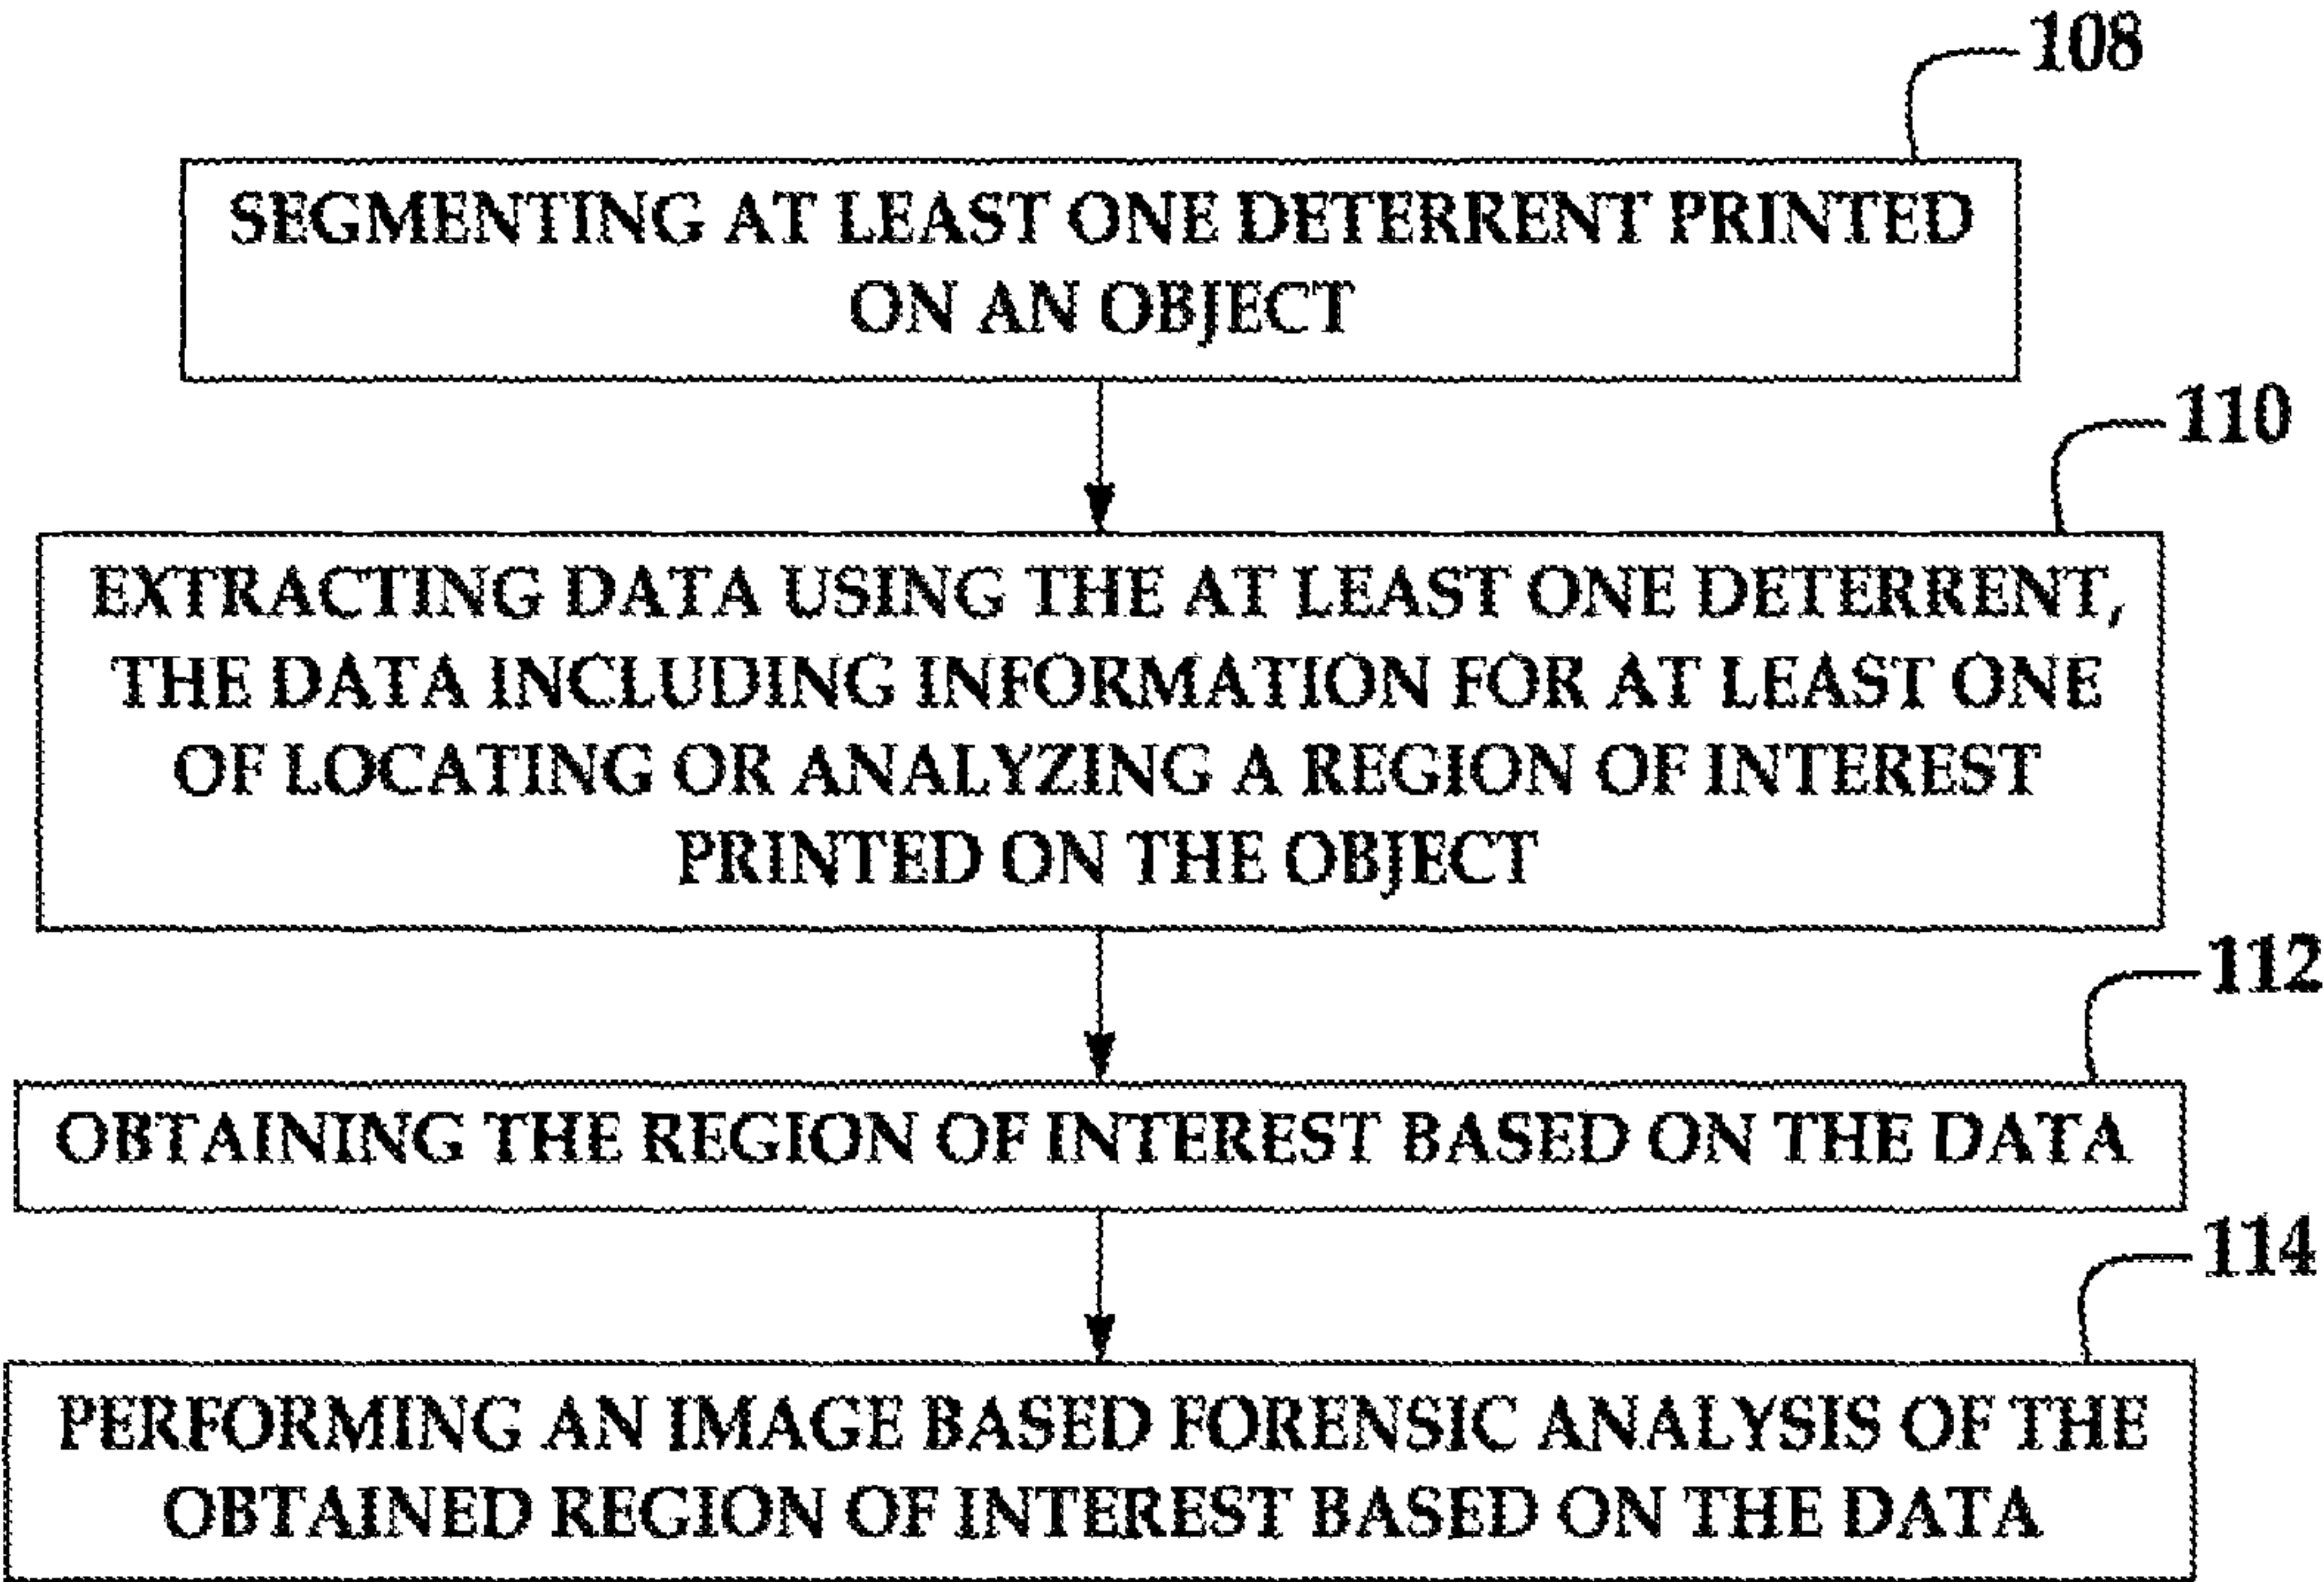 108
SEGMENTING AT LEAST ONE DETERRENT PRINTED
ON AN OBJECT
110
EXTRACTING DATA USING THE AT LEAST ONE DETERRENT,
THE DATA INCLUDING INFORMATION FOR AT LEAST ONE
OF LOCATING OR ANALYZING A REGION OF INTEREST
PRINTED ON THE OBJECT
112
OBTAINING THE REGION OF INTEREST BASED ON THE DATA
114
PERFORMING AN IMAGE BASED FORENSIC ANALYSIS OF THE
OBTAINED REGION OF INTEREST BASED ON THE DATA